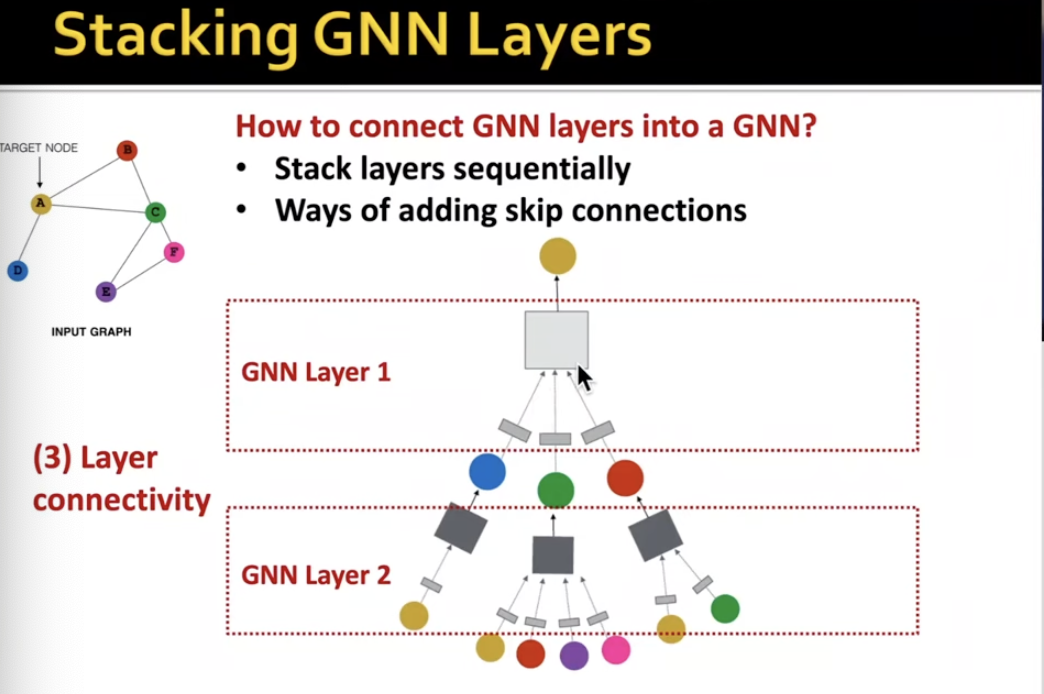 Stacking GNN Layers
How to connect GNN layers into a GNN?
• Stack layers sequentially
• Ways of adding skip connections
TARGET NODE
B
A
C
F
D
E
INPUT GRAPH
GNN Layer 1
(3) Layer
connectivity
GNN Layer 2